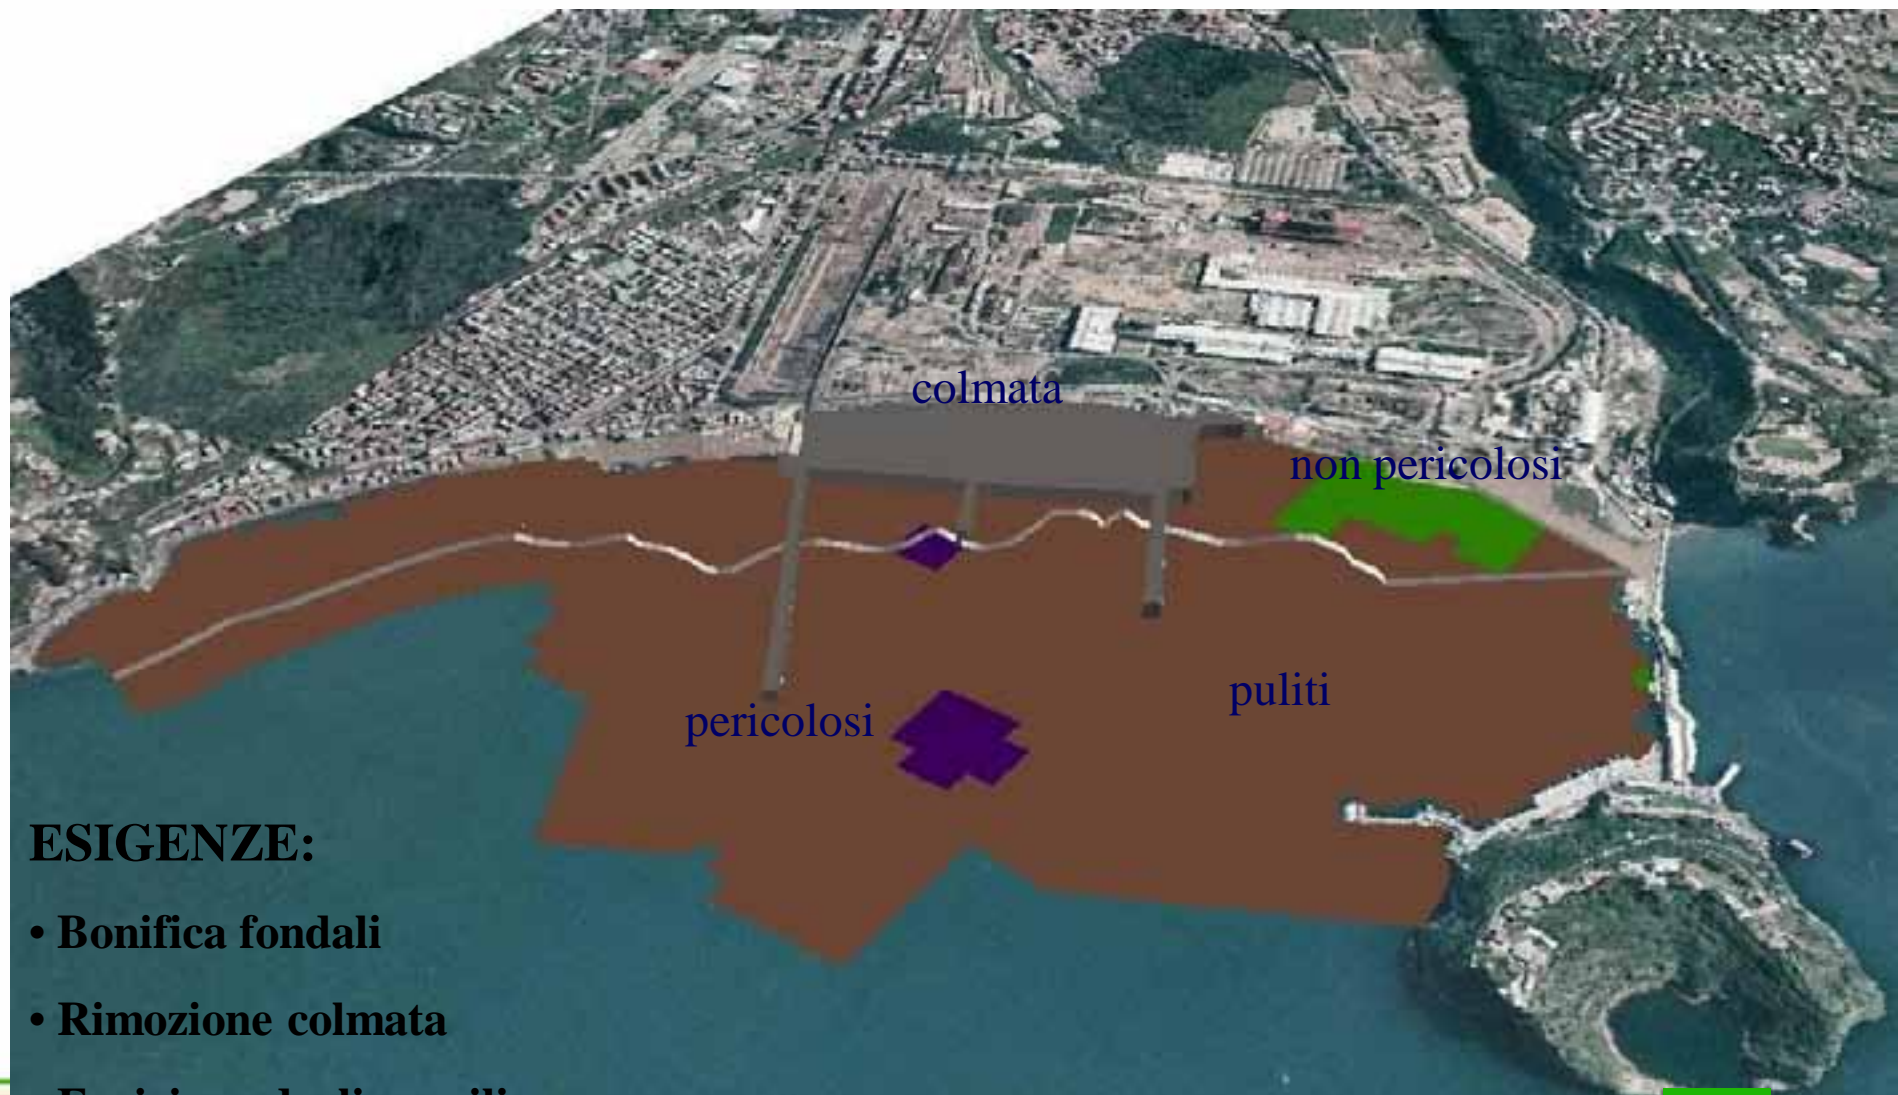 colmata
non pericolosi
puliti
pericolosi
ESIGENZE:
• Bonifica fondali
• Rimozione colmata